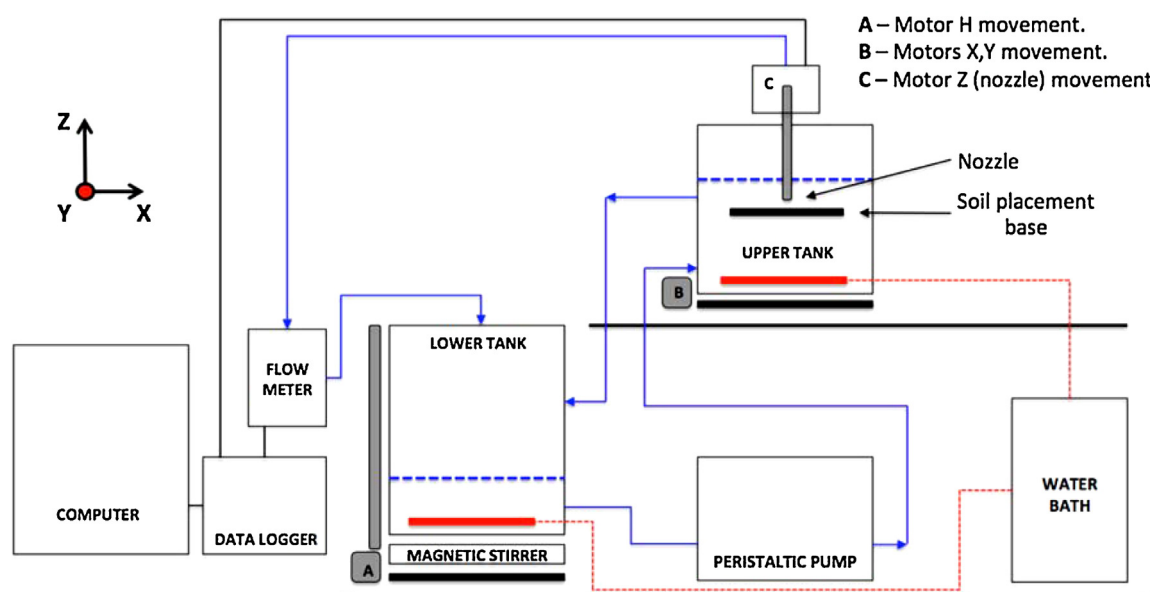 A – Motor H movement.
B – Motors X,Y movement.
C – Motor Z (nozzle) movement
C
Z
Y
X
Nozzle
Soil placement
base
UPPER TANK
B
LOWER TANK
FLOW
METER
COMPUTER
DATA LOGGER
A
MAGNETIC STIRRER
PERISTALTIC PUMP
WATER
BATH